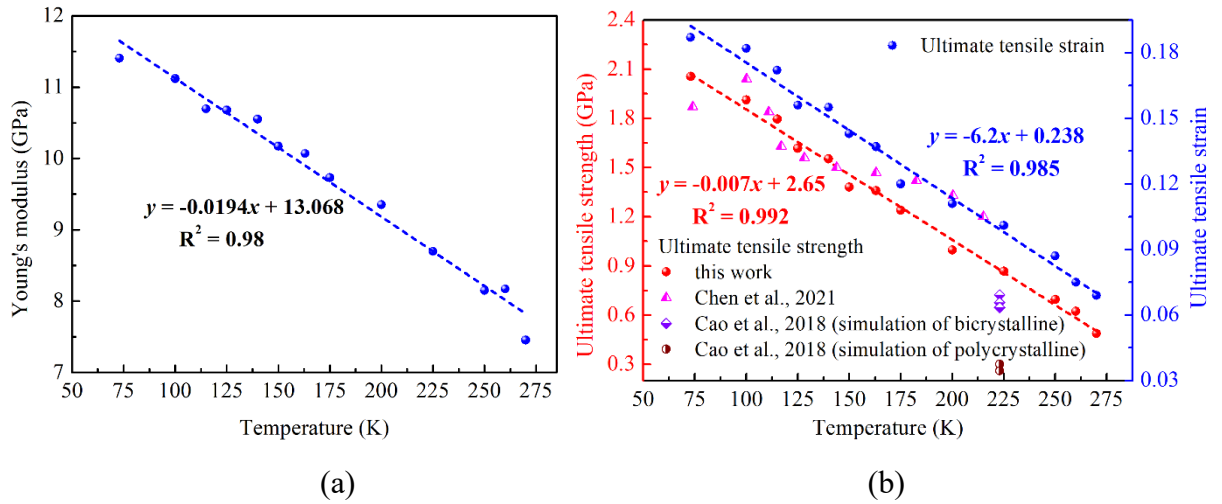 (a)
12
11
10
9
8
7
Young's modulus (GPa)
y = -0.0194x + 13.068
R² = 0.98
50 75 100 125 150 175 200 225 250 275
Temperature (K)
(a)
(b)
2.4
2.1
1.8
1.5
1.2
0.9
0.6
0.3
Ultimate tensile strength (GPa)
Ultimate tensile strain
y = -6.2x + 0.238
R² = 0.985
y = -0.007x + 2.65
R² = 0.992
Ultimate tensile strength
this work
Chen et al., 2021
Cao et al., 2018 (simulation of bicrystalline)
Cao et al., 2018 (simulation of polycrystalline)
0.18
0.15
0.12
0.09
0.06
0.03
Ultimate tensile strain
50 75 100 125 150 175 200 225 250 275
Temperature (K)
(b)